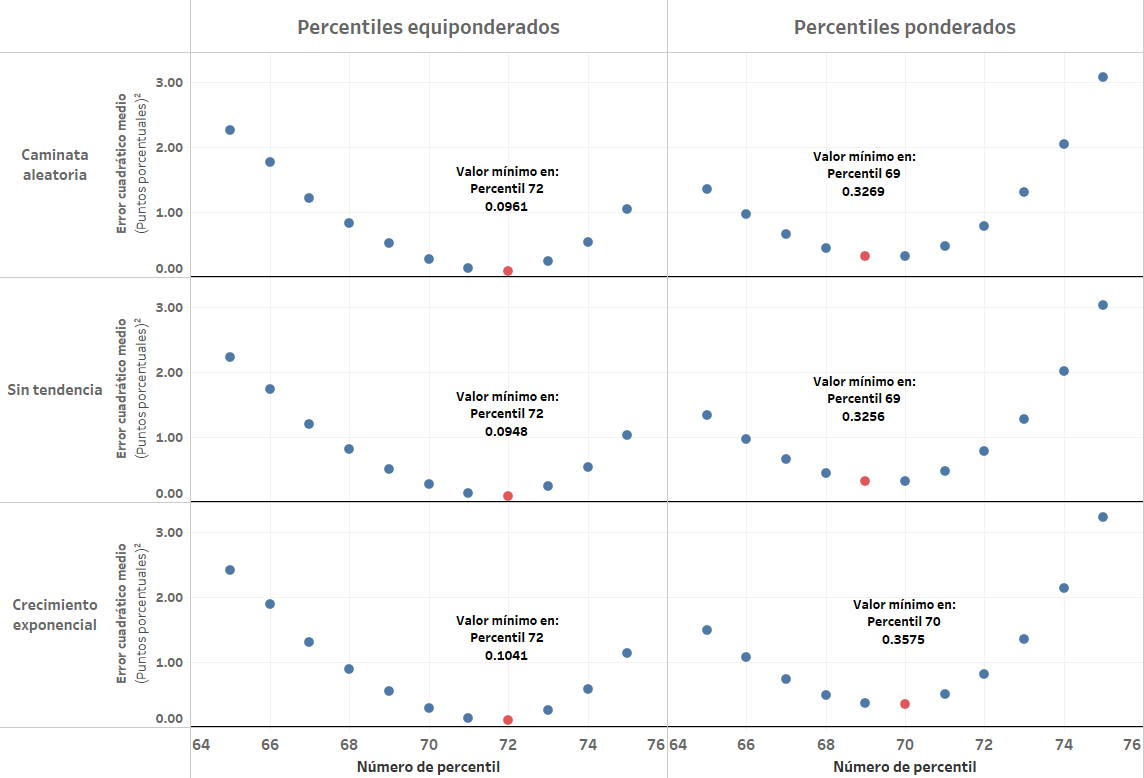 Percentiles equiponderados
Percentiles ponderados
Caminata
aleatoria
Error cuadrático medio
(Puntos porcentuales)²
3.00
2.00
1.00
0.00
Valor mínimo en:
Percentil 72
0.0961
Valor mínimo en:
Percentil 69
0.3269
Sin tendencia
Error cuadrático medio
(Puntos porcentuales)²
3.00
2.00
1.00
0.00
Valor mínimo en:
Percentil 72
0.0948
Valor mínimo en:
Percentil 69
0.3256
Crecimiento
exponencial
Error cuadrático medio
(Puntos porcentuales)²
3.00
2.00
1.00
0.00
Valor mínimo en:
Percentil 72
0.1041
Valor mínimo en:
Percentil 70
0.3575
64 66 68 70 72 74 76 64 66 68 70 72 74 76
Número de percentil
Número de percentil